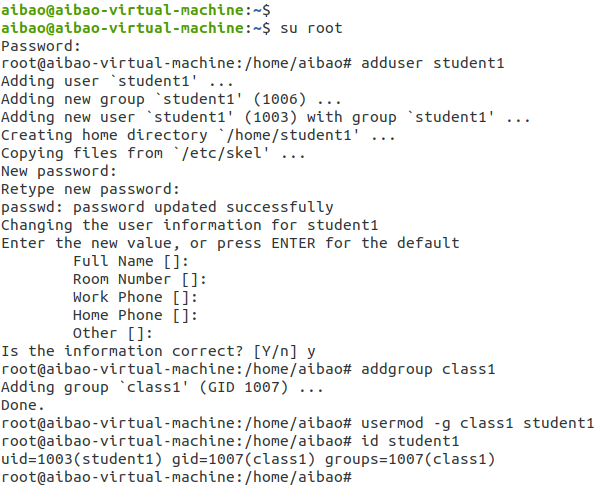 aibao@aibao-virtual-machine:~$
aibao@aibao-virtual-machine:~$ su root
Password:
root@aibao-virtual-machine:/home/aibao# adduser student1
Adding user `student1' ...
Adding new group `student1' (1006) ...
Adding new user `student1' (1003) with group `student1' ...
Creating home directory `/home/student1' ...
Copying files from `/etc/skel' ...
New password:
Retype new password:
passwd: password updated successfully
Changing the user information for student1
Enter the new value, or press ENTER for the default
        Full Name []:
        Room Number []:
        Work Phone []:
        Home Phone []:
        Other []:
Is the information correct? [Y/n] y
root@aibao-virtual-machine:/home/aibao# addgroup class1
Adding group `class1' (GID 1007) ...
Done.
root@aibao-virtual-machine:/home/aibao# usermod -g class1 student1
root@aibao-virtual-machine:/home/aibao# id student1
uid=1003(student1) gid=1007(class1) groups=1007(class1)
root@aibao-virtual-machine:/home/aibao#